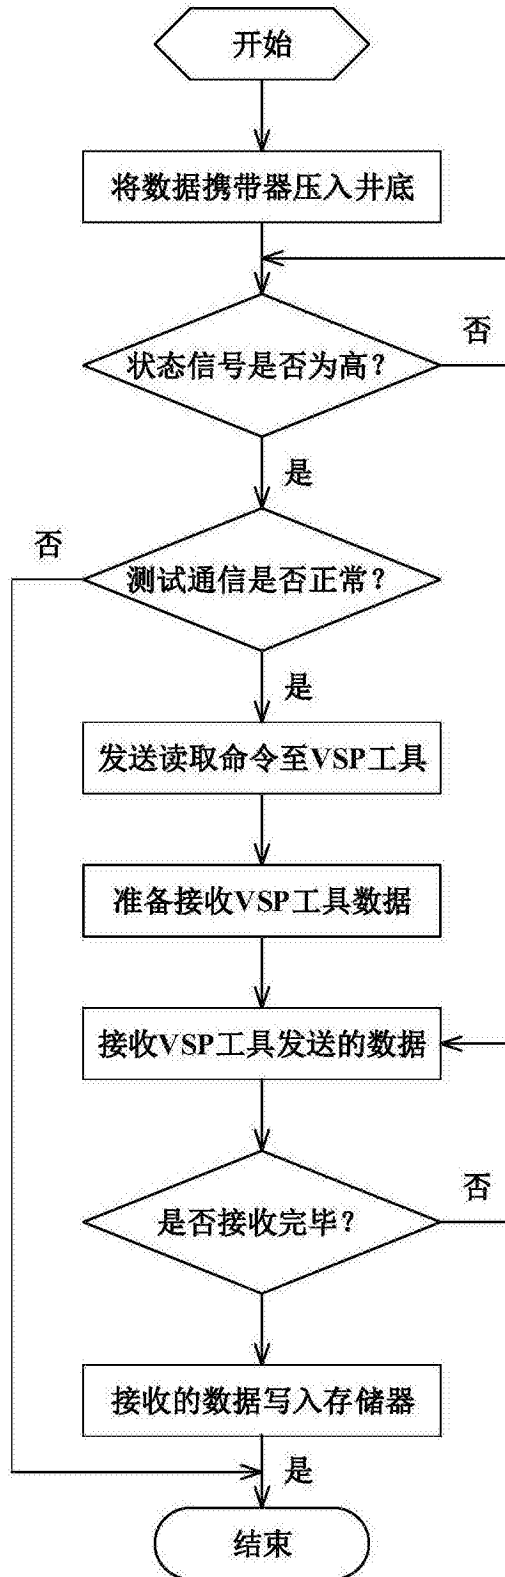 开始
将数据携带器压入井底
否
状态信号是否为高？
是
否
测试通信是否正常？
是
发送读取命令至VSP工具
准备接收VSP工具数据
接收VSP工具发送的数据
否
是否接收完毕？
接收的数据写入存储器
是
结束